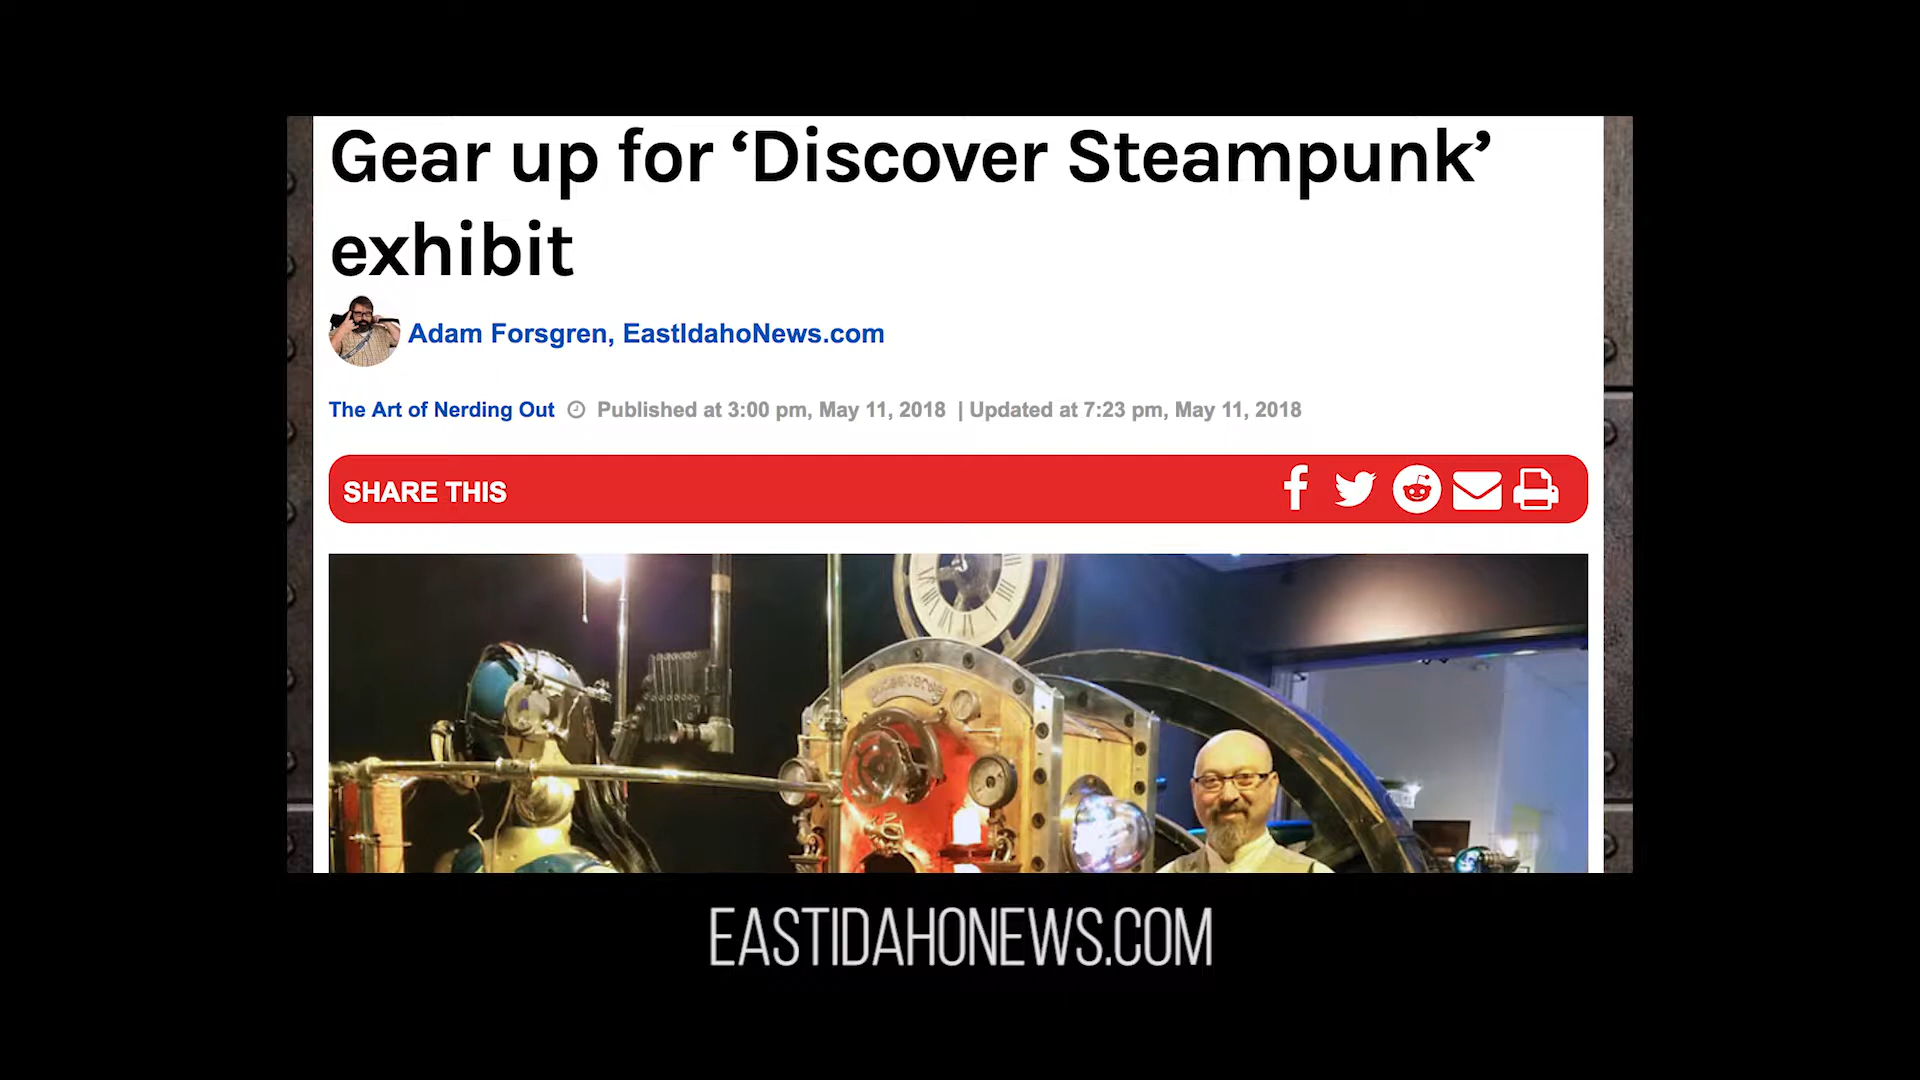 Gear up for ‘Discover Steampunk’
exhibit
Adam Forsgren, EastIdahoNews.com
The Art of Nerding Out Published at 3:00 pm, May 11, 2018 | Updated at 7:23 pm, May 11, 2018
SHARE THIS
EASTIDAHONEWS.COM